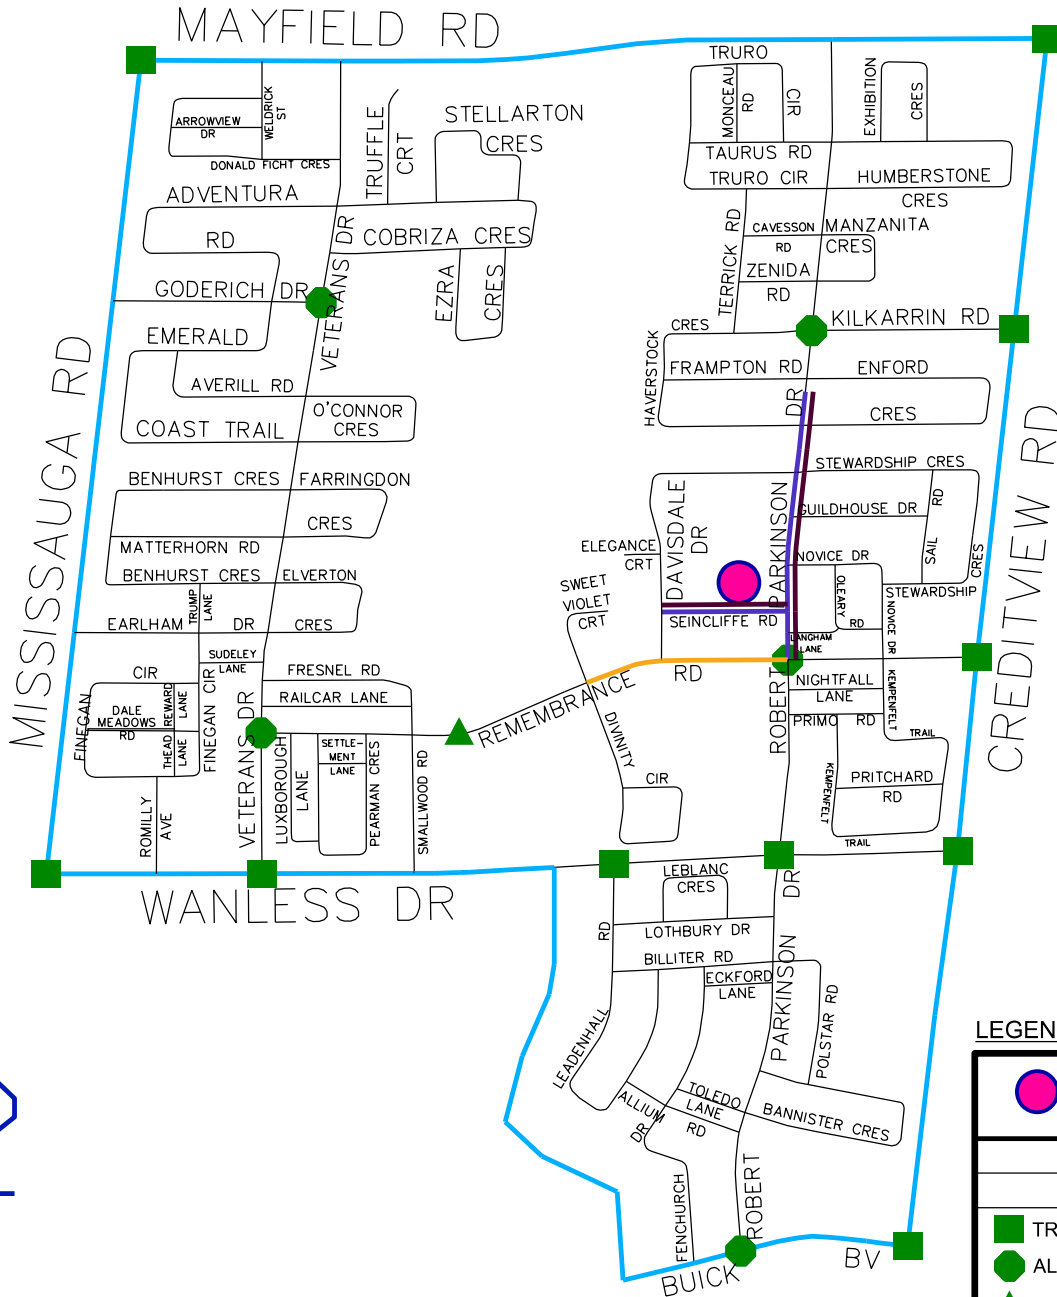 MAYFIELD RD
TRURO
MONCEAU
RD
CIR
EXHIBITION
CRES
WELDRICK
ST
ARROWVIEW
DR
DONALD FICHT CRES
TRUFFLE
CRT
STELLARTON
CRES
TAURUS RD
TRURO CIR
HUMBERSTONE
CRES
ADVENTURA
RD
COBRIZA CRES
EZRA
CRES
TERRICK RD
CAVESSON
RD
MANZANITA
CRES
ZENIDA
RD
GODERICH DR
VETERANS DR
KILKARRIN RD
CRES
HAVERSTOCK
EMERALD
AVERILL RD
O'CONNOR
CRES
COAST TRAIL
FRAMPTON RD
ENFORD
CRES
DR
MISSISSAUGA RD
CREDITVIEW RD
BENHURST CRES
FARRINGDON
CRES
MATTERHORN RD
BENHURST CRES
ELVERTON
CRES
TRUMP
LANE
EARLHAM DR
SUDELEY
LANE
STEWARDSHIP CRES
GUILDHOUSE DR
SAIL RD
CRES
STEWARDSHIP
DAVISDALE
DR
PARKINSON
NOVICE DR
OLEARY
RD
NOVICE DR
ELEGANCE
CRT
SWEET
VIOLET
CRT
SEINCLIFFE RD
LANGHAM
LANE
CIR
FINEGAN
DALE
MEADOWS
RD
REWARD
LANE
THEAD
LANE
FINEGAN CIR
FRESNEL RD
RAILCAR LANE
VETERANS DR
LUXBOROUGH
LANE
SETTLE-
MENT
LANE
PEARMAN CRES
SMALLWOOD RD
ROMILLY
AVE
REMEMBRANCE
RD
ROBERT
NIGHTFALL
LANE
PRIMO RD
KEMPENFELT
TRAIL
PRITCHARD
RD
KEMPENFELT
TRAIL
DIVINITY
CIR
WANLESS DR
LEBLANC
CRES
DR
LOTHBURY DR
BILLITER RD
ECKFORD
LANE
RD
LEADENHALL
PARKINSON
POLSTAR RD
ALLIUM
DR
TOLEDO
LANE
RD
BANNISTER CRES
FENCHURCH
ROBERT
BUICK
BV
LEGEN
TR
AL